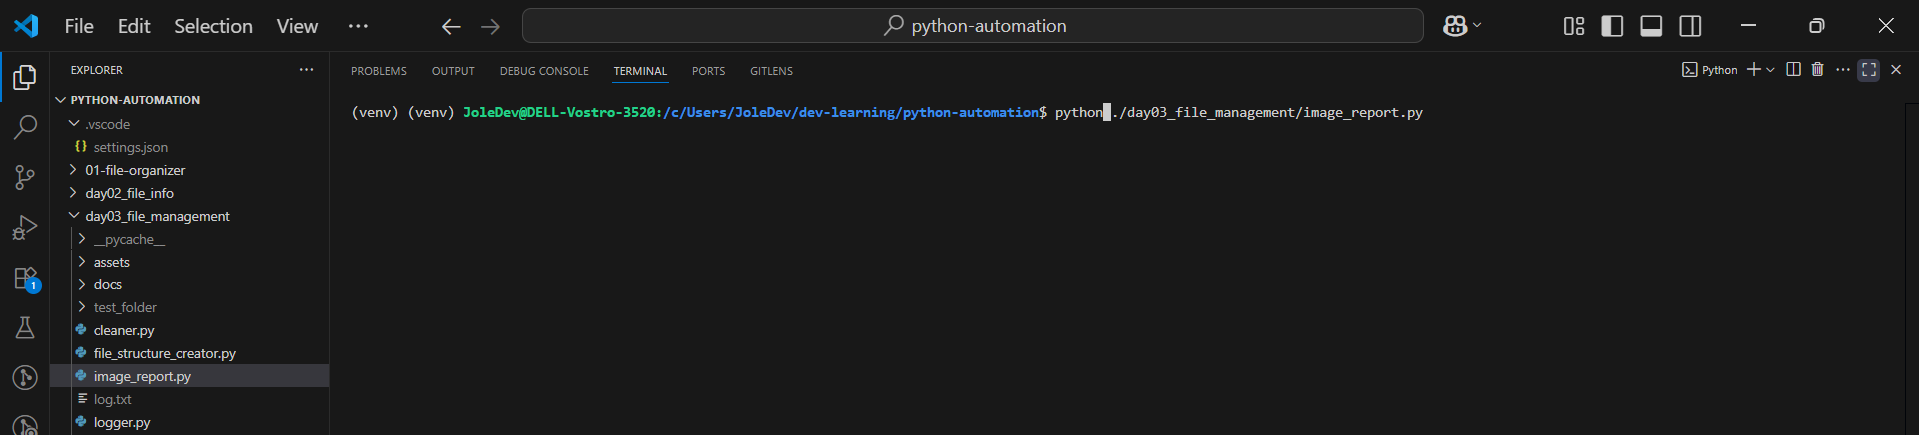 File Edit Selection View ··· python-automation
EXPLORER ···
PROBLEMS OUTPUT DEBUG CONSOLE TERMINAL PORTS GITLENS Python ···
PYTHON-AUTOMATION
(venv) (venv) JoleDev@DELL-Vostro-3520:/c/Users/JoleDev/dev-learning/python-automation$ python ./day03_file_management/image_report.py
.vscode
{} settings.json
01-file-organizer
day02_file_info
day03_file_management
__pycache__
assets
docs
1
test_folder
cleaner.py
file_structure_creator.py
image_report.py
log.txt
logger.py